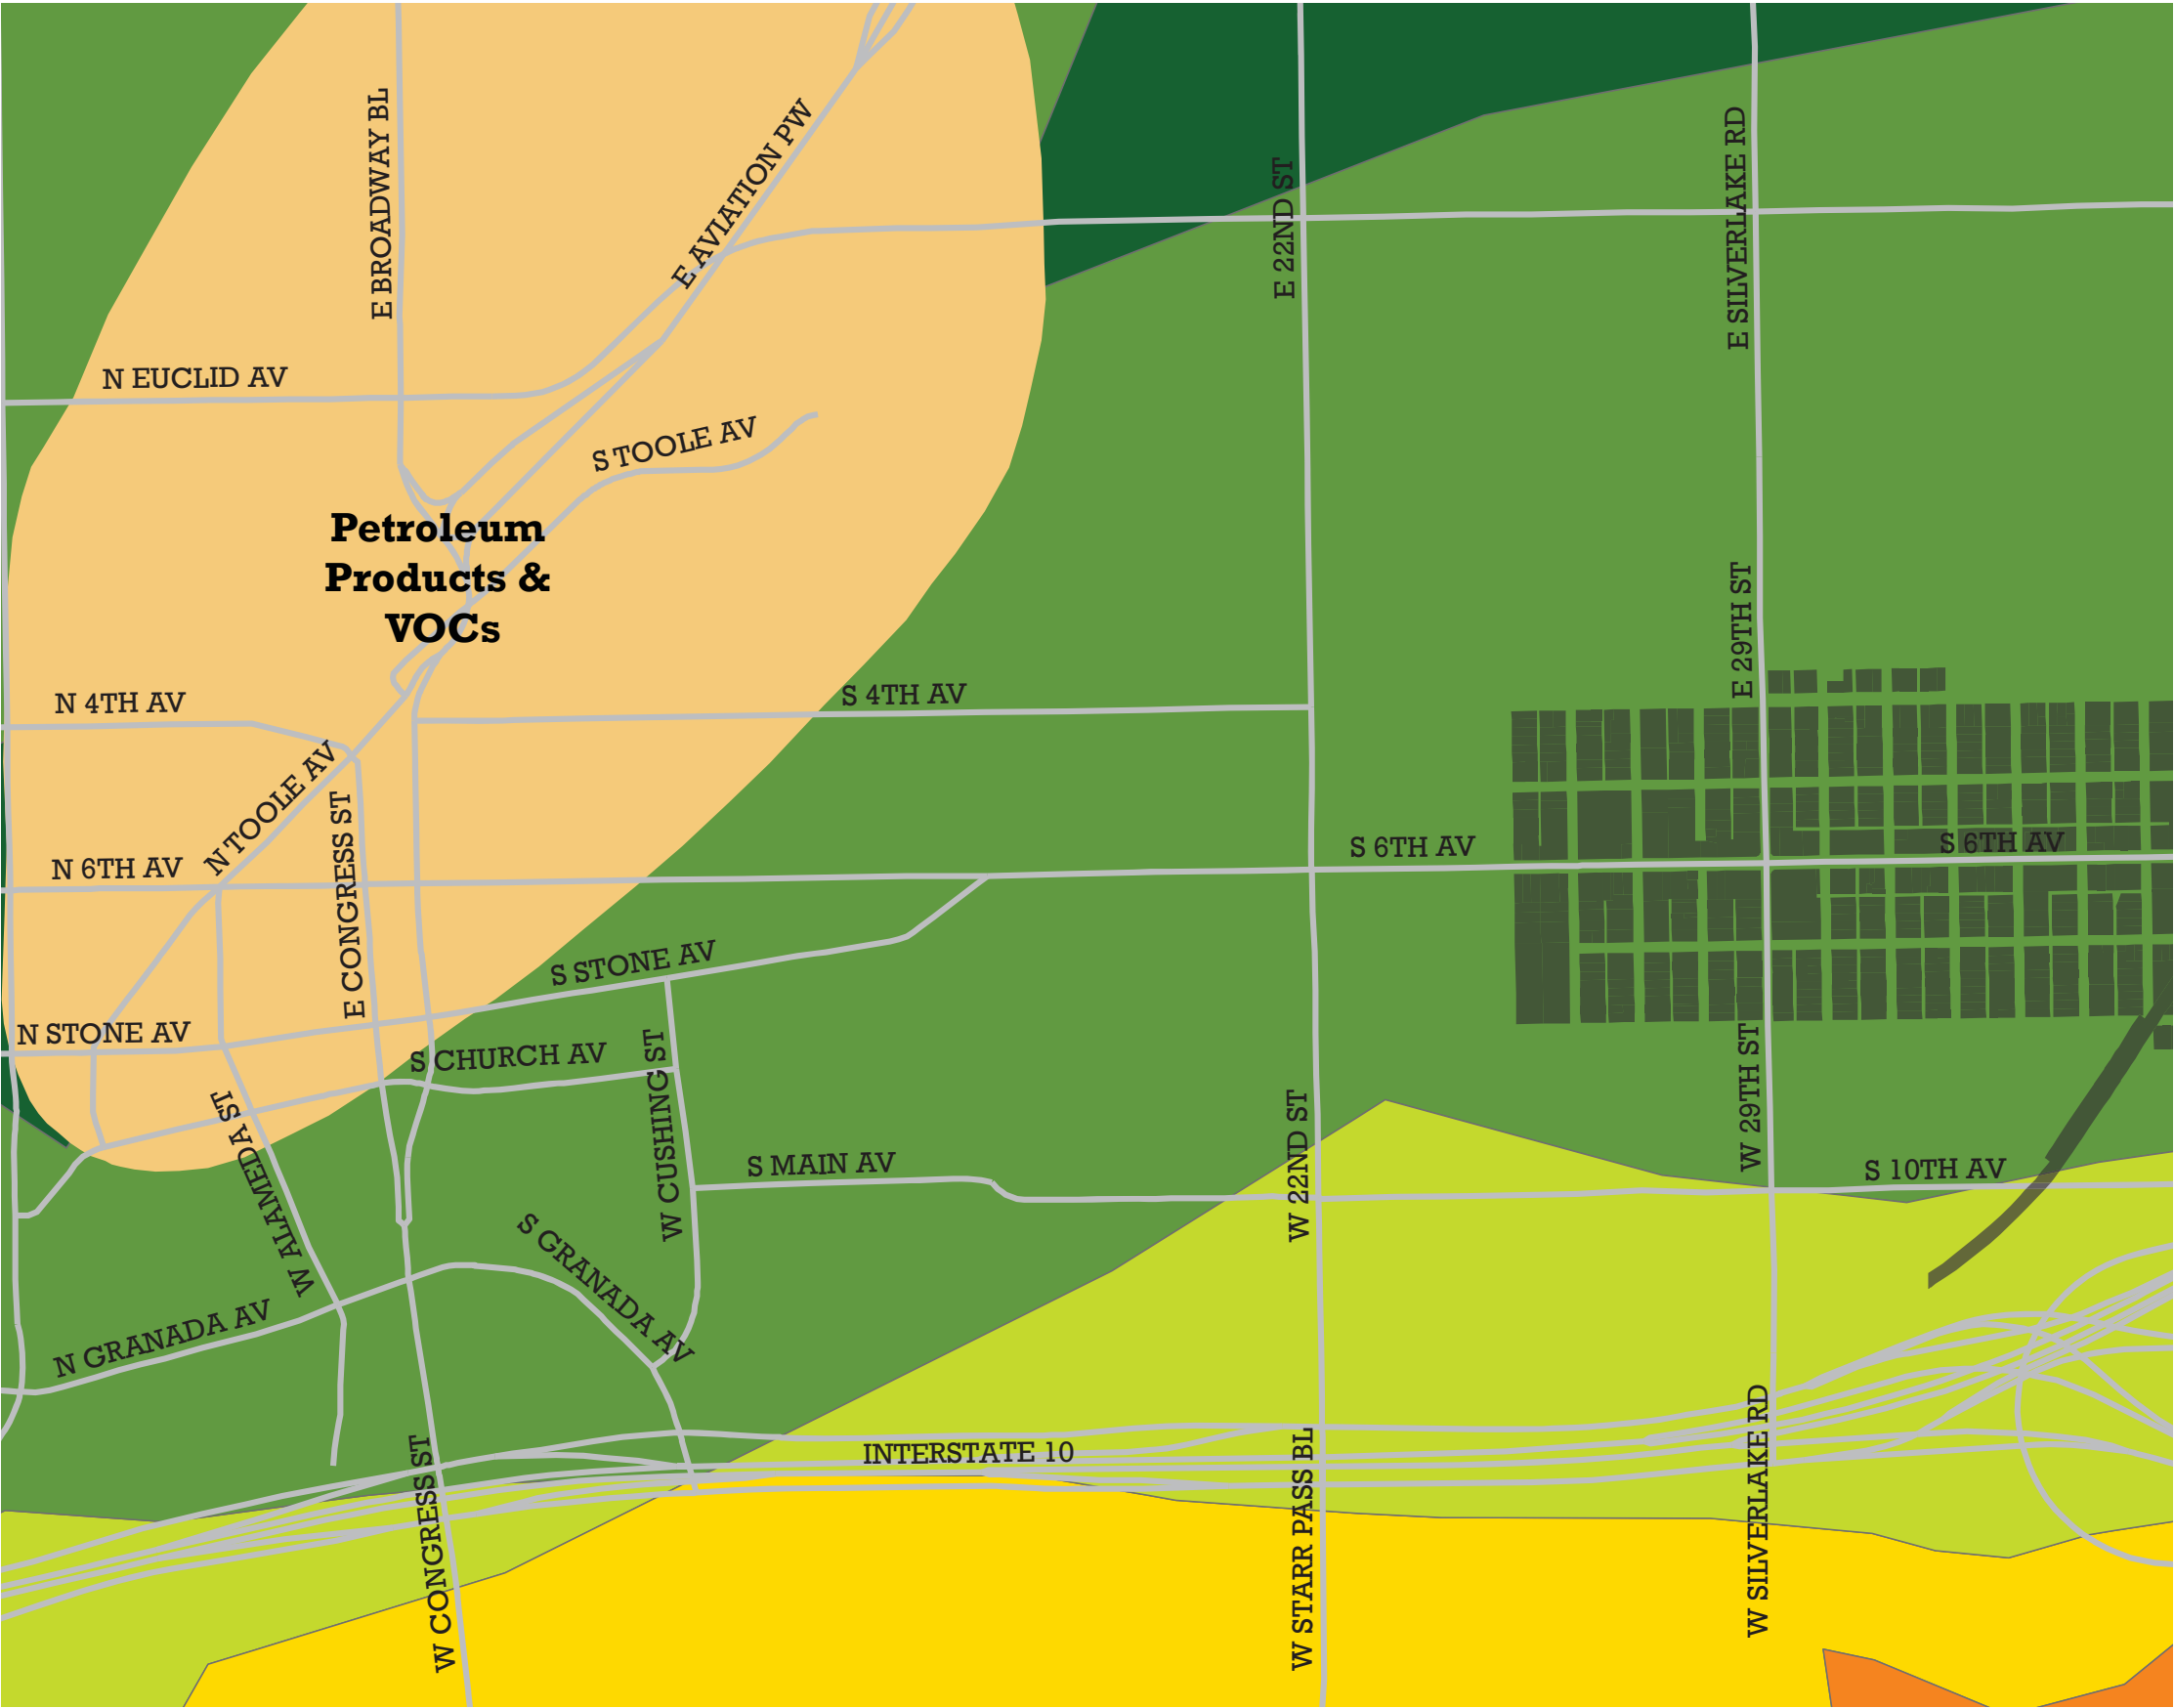 E BROADWAY BL
E AVIATION PW
E 22ND ST
E SILVERLAKE RD
N EUCLID AV
S TOOLE AV
Petroleum
Products &
VOCs
E 29TH ST
N 4TH AV
S 4TH AV
N TOOLE AV
E CONGRESS ST
N 6TH AV
S 6TH AV
S 6TH AV
S STONE AV
N STONE AV
S CHURCH AV
W CUSHING ST
W ALAMEDA ST
W 22ND ST
W 29TH ST
S MAIN AV
S 10TH AV
S GRANADA AV
N GRANADA AV
INTERSTATE 10
W CONGRESS ST
W STARR PASS BL
W SILVERLAKE RD